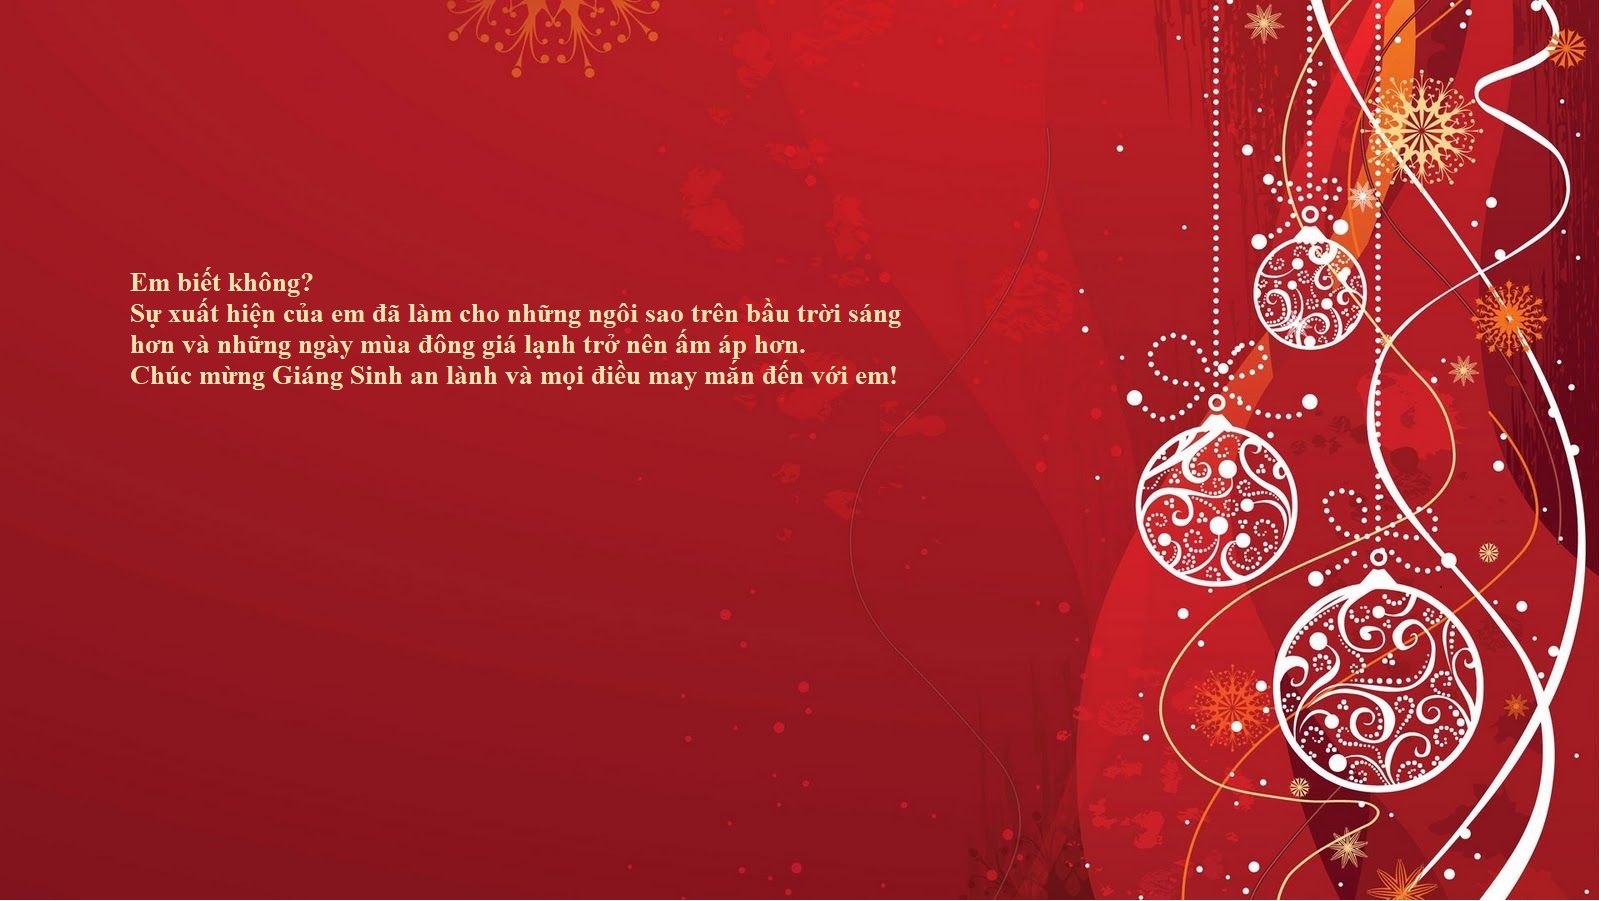 Em biết không?
Sự xuất hiện của em đã làm cho những ngôi sao trên bầu trời sáng
hơn và những ngày mùa đông giá lạnh trở nên ấm áp hơn.
Chúc mừng Giáng Sinh an lành và mọi điều may mắn đến với em!